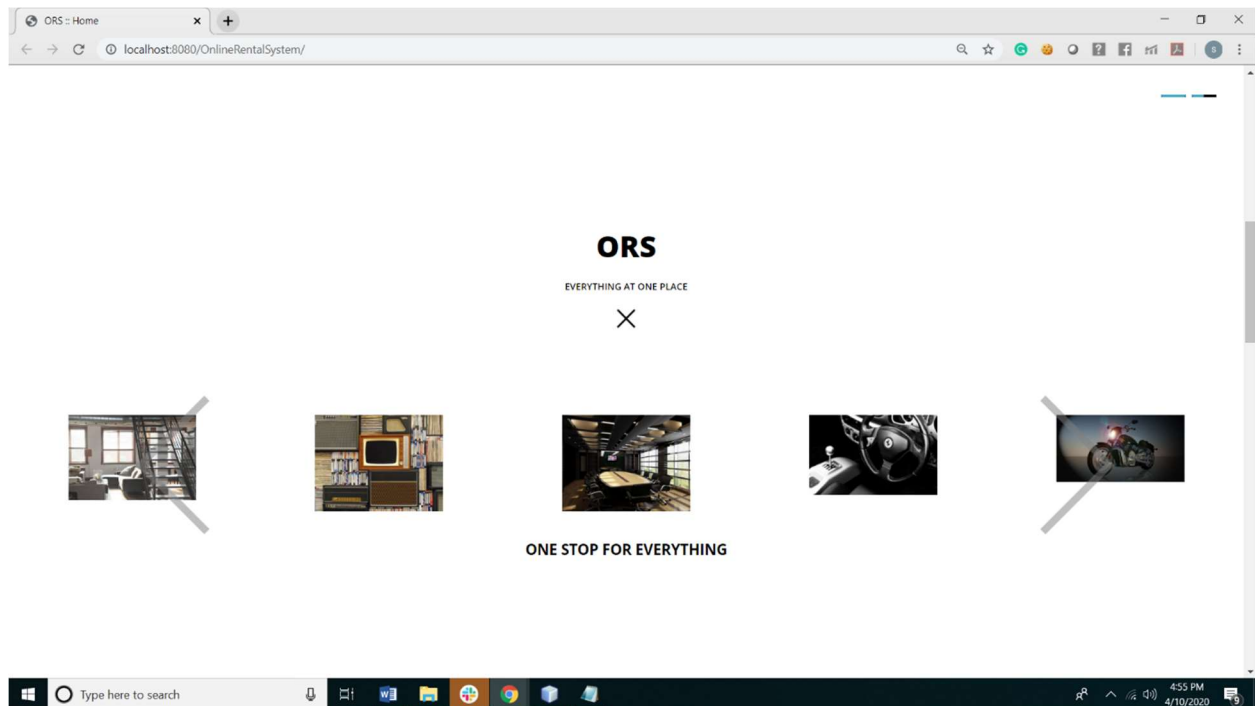 ORS :: Home
localhost:8080/OnlineRentalSystem/
ORS
EVERYTHING AT ONE PLACE
ONE STOP FOR EVERYTHING
Type here to search
4:55 PM
4/10/2020